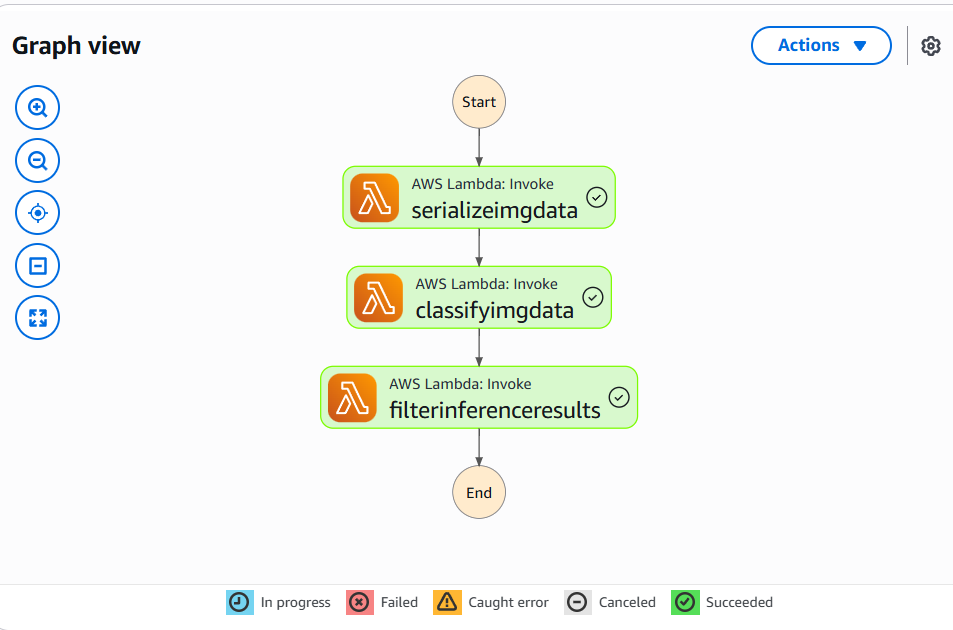 Graph view
Actions
Start
AWS Lambda: Invoke
serializeimgdata
AWS Lambda: Invoke
classifyimgdata
AWS Lambda: Invoke
filterinferenceresults
End
In progress
Failed
Caught error
Canceled
Succeeded